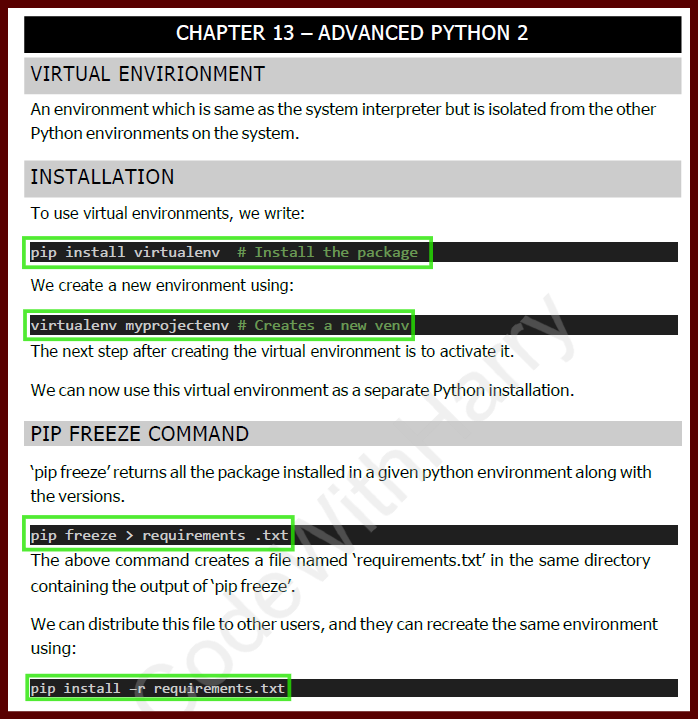 CHAPTER 13 – ADVANCED PYTHON 2
VIRTUAL ENVIRIONMENT
An environment which is same as the system interpreter but is isolated from the other
Python environments on the system.
INSTALLATION
To use virtual environments, we write:
pip install virtualenv # Install the package
We create a new environment using:
virtualenv myprojectenv # Creates a new venv
The next step after creating the virtual environment is to activate it.
We can now use this virtual environment as a separate Python installation.
PIP FREEZE COMMAND
‘pip freeze’ returns all the package installed in a given python environment along with
the versions.
pip freeze > requirements .txt
The above command creates a file named ‘requirements.txt’ in the same directory
containing the output of ‘pip freeze’.
We can distribute this file to other users, and they can recreate the same environment
using:
pip install –r requirements.txt
CodeWithHarry